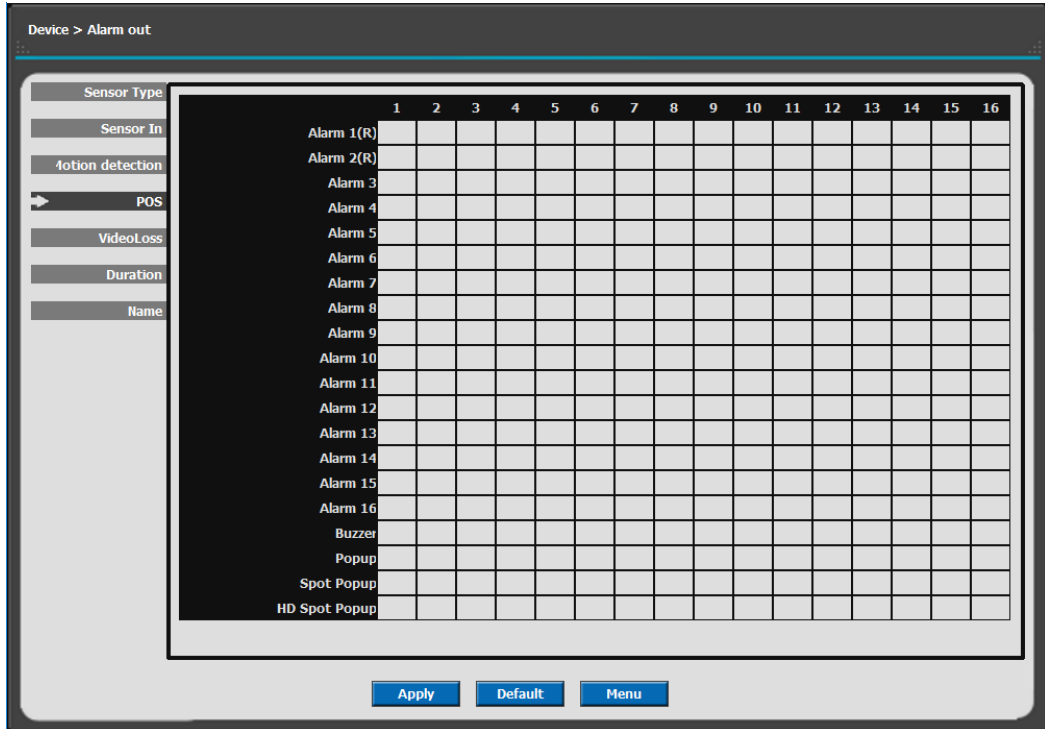 Device > Alarm out
Sensor Type
Sensor In
Motion detection
POS
VideoLoss
Duration
Name
1 2 3 4 5 6 7 8 9 10 11 12 13 14 15 16
Alarm 1(R)
Alarm 2(R)
Alarm 3
Alarm 4
Alarm 5
Alarm 6
Alarm 7
Alarm 8
Alarm 9
Alarm 10
Alarm 11
Alarm 12
Alarm 13
Alarm 14
Alarm 15
Alarm 16
Buzzer
Popup
Spot Popup
HD Spot Popup
Apply Default Menu